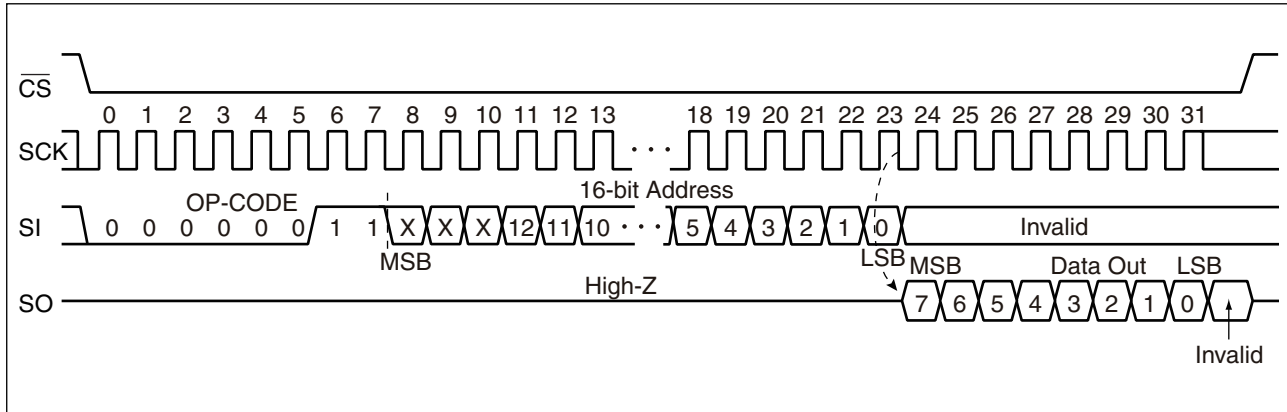 CS
0 1 2 3 4 5 6 7 8 9 10 11 12 13 18 19 20 21 22 23 24 25 26 27 28 29 30 31
SCK
· · ·
16-bit Address
OP-CODE
SI 0 0 0 0 0 0 1 1 X X X 12 11 10 · · · 5 4 3 2 1 0 Invalid
MSB LSB MSB Data Out LSB
High-Z
SO 7 6 5 4 3 2 1 0
Invalid